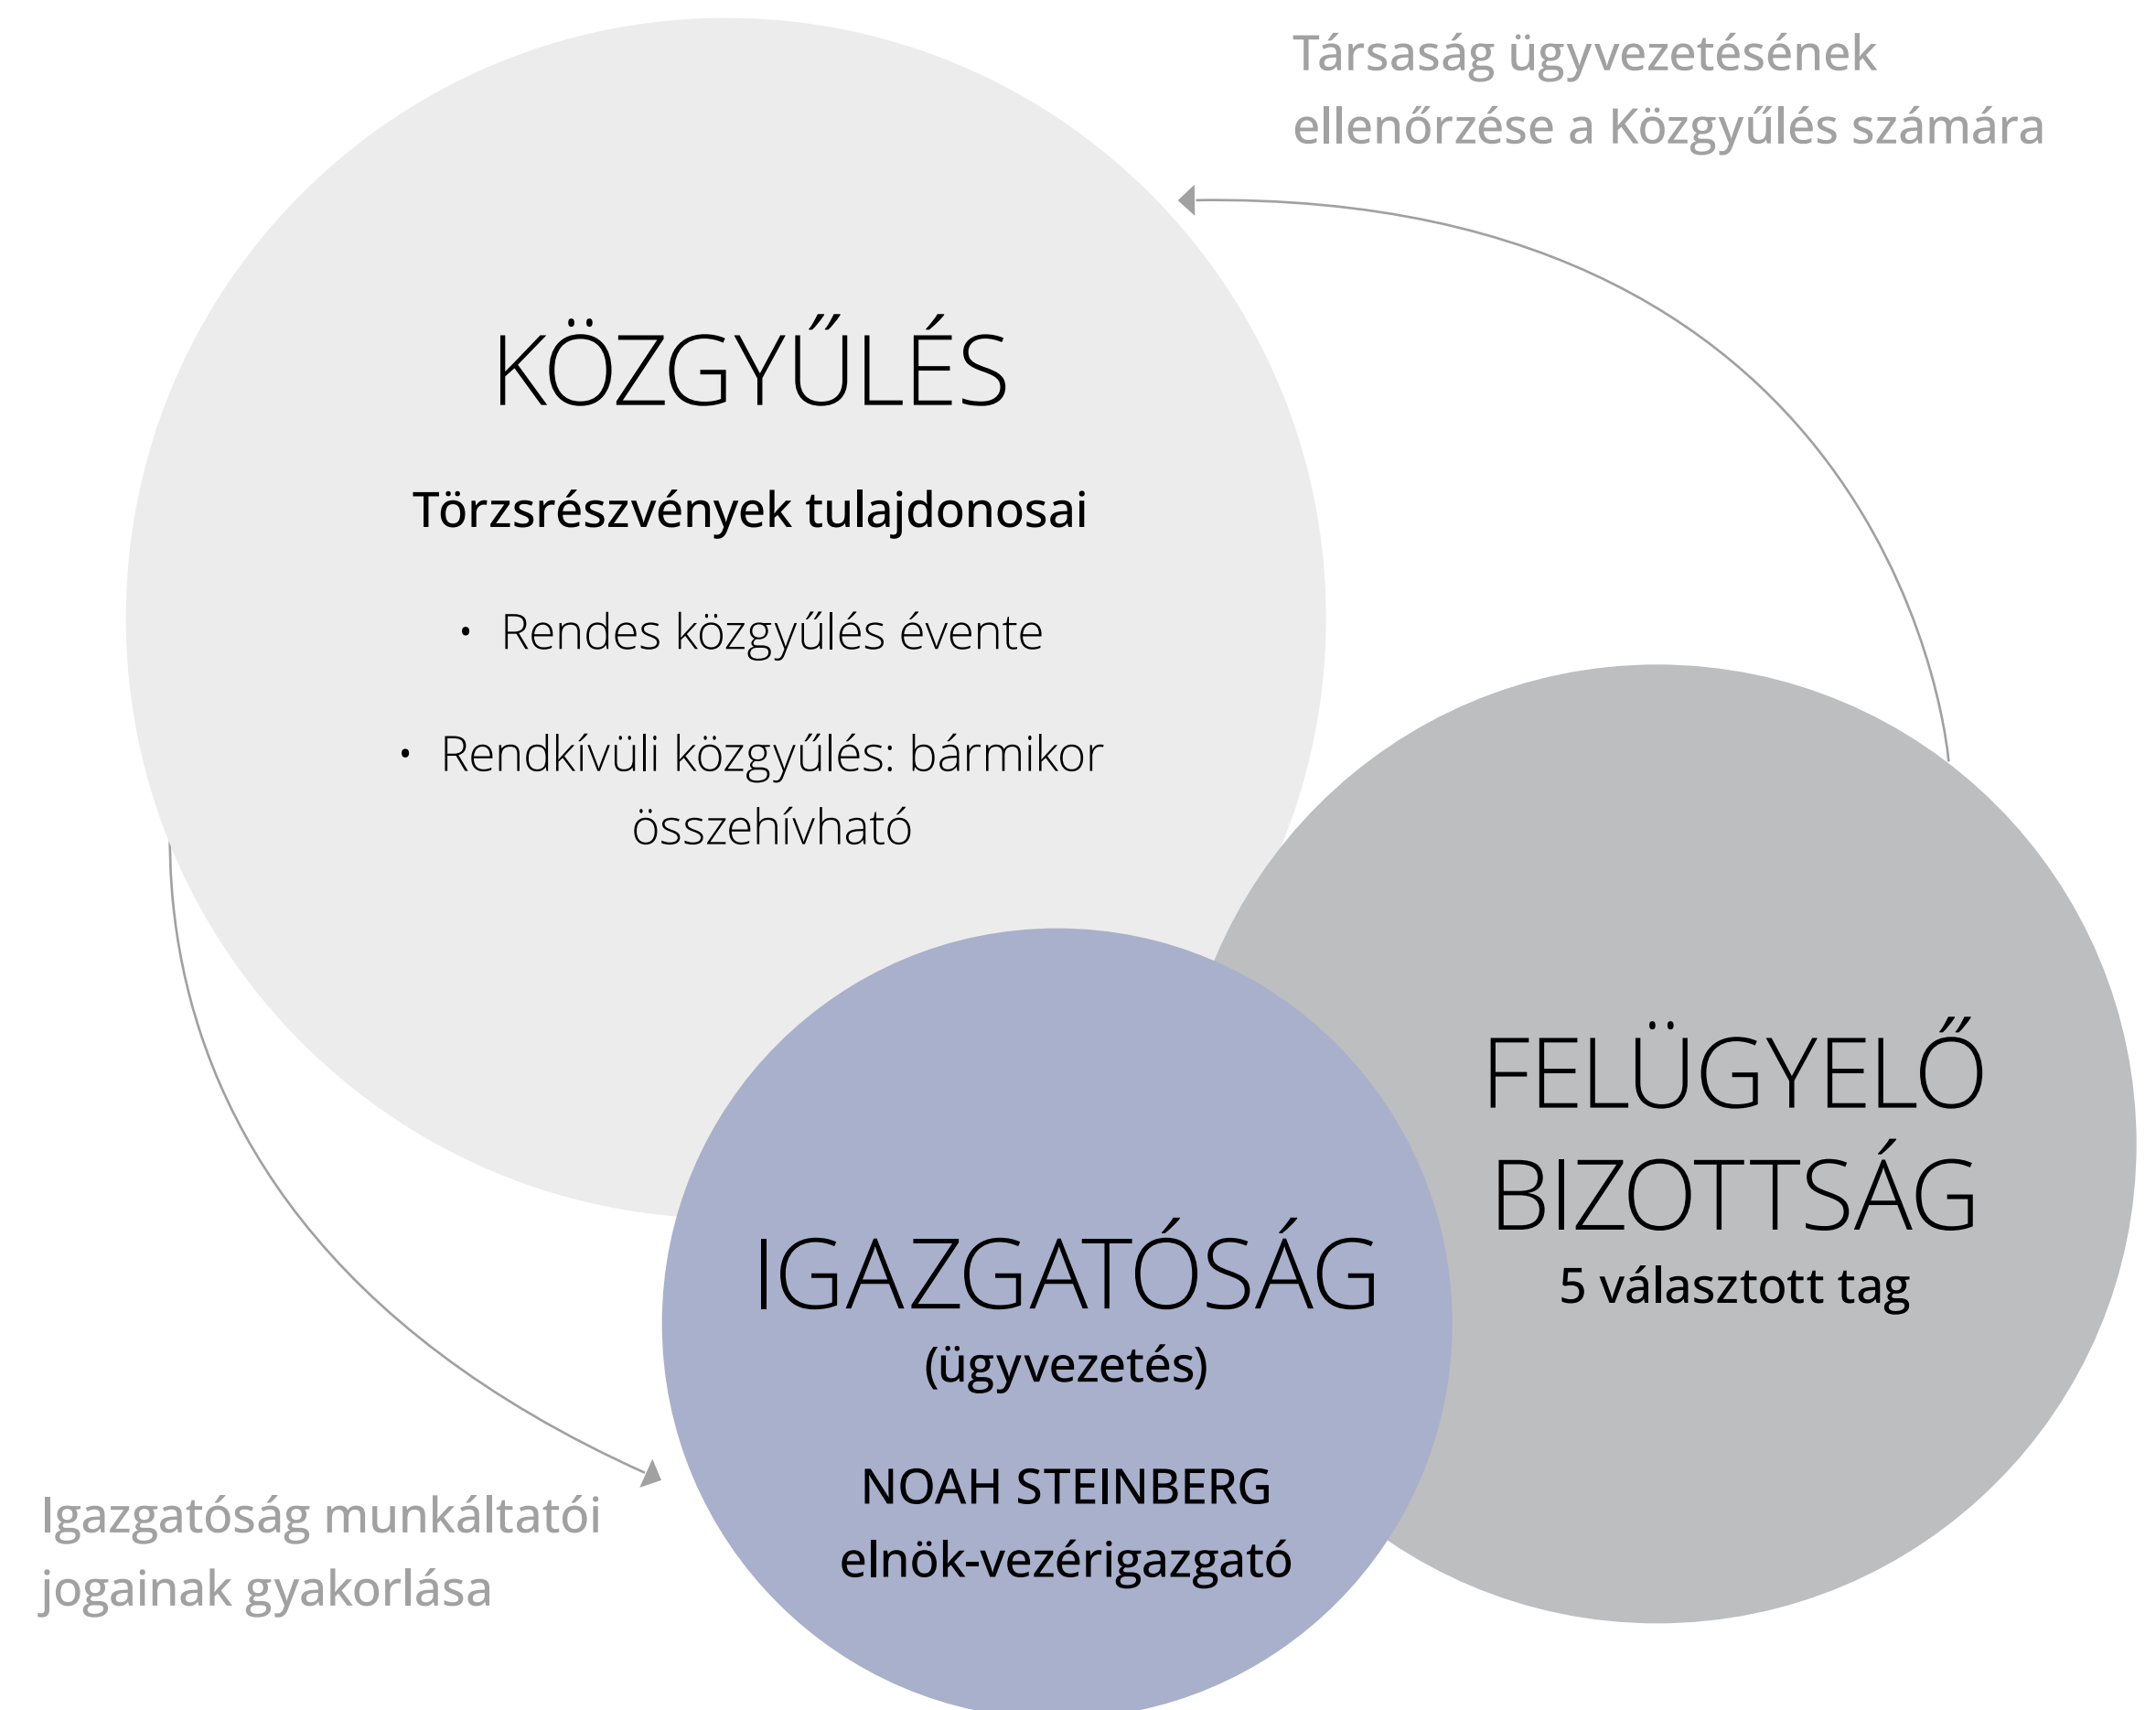 Társaság ügyvezetésének
ellenőrzése a Közgyűlés számára
KÖZGYŰLÉS
Törzsrészvények tulajdonosai
• Rendes közgyűlés évente
• Rendkívüli közgyűlés: bármikor
összehívható
FELÜGYELŐ
BIZOTTSÁG
5 választott tag
IGAZGATÓSÁG
(ügyvezetés)
NOAH STEINBERG
elnök-vezérigazgató
Igazgatóság munkáltatói
jogainak gyakorlása